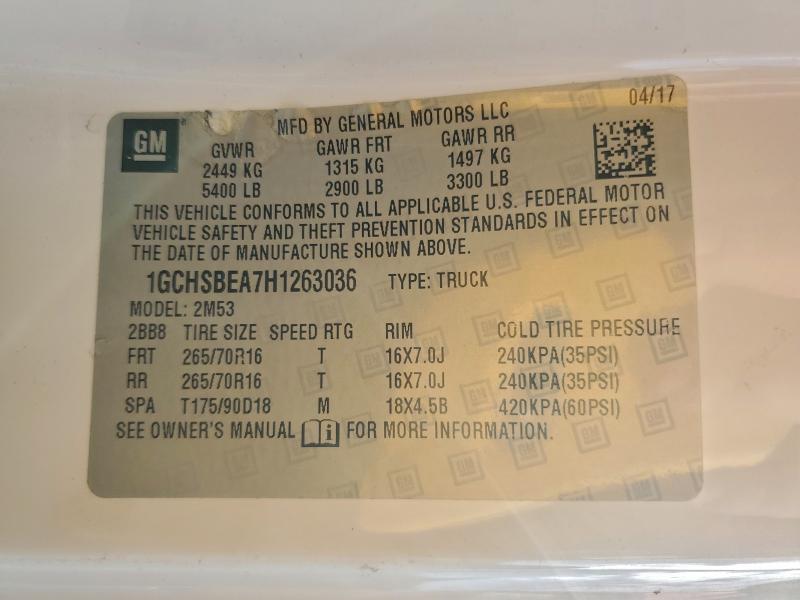 04/17
GM MFD BY GENERAL MOTORS LLC
GVWR GAWR FRT GAWR RR
2449 KG 1315 KG 1497 KG
5400 LB 2900 LB 3300 LB
THIS VEHICLE CONFORMS TO ALL APPLICABLE U.S. FEDERAL MOTOR
VEHICLE SAFETY AND THEFT PREVENTION STANDARDS IN EFFECT ON
THE DATE OF MANUFACTURE SHOWN ABOVE.
1GCHSBEA7H1263036 TYPE: TRUCK
MODEL: 2M53
2BB8 TIRE SIZE SPEED RTG RIM COLD TIRE PRESSURE
FRT 265/70R16 T 16X7.0J 240KPA(35PSI)
RR 265/70R16 T 16X7.0J 240KPA(35PSI)
SPA T175/90D18 M 18X4.5B 420KPA(60PSI)
SEE OWNER'S MANUAL i FOR MORE INFORMATION.